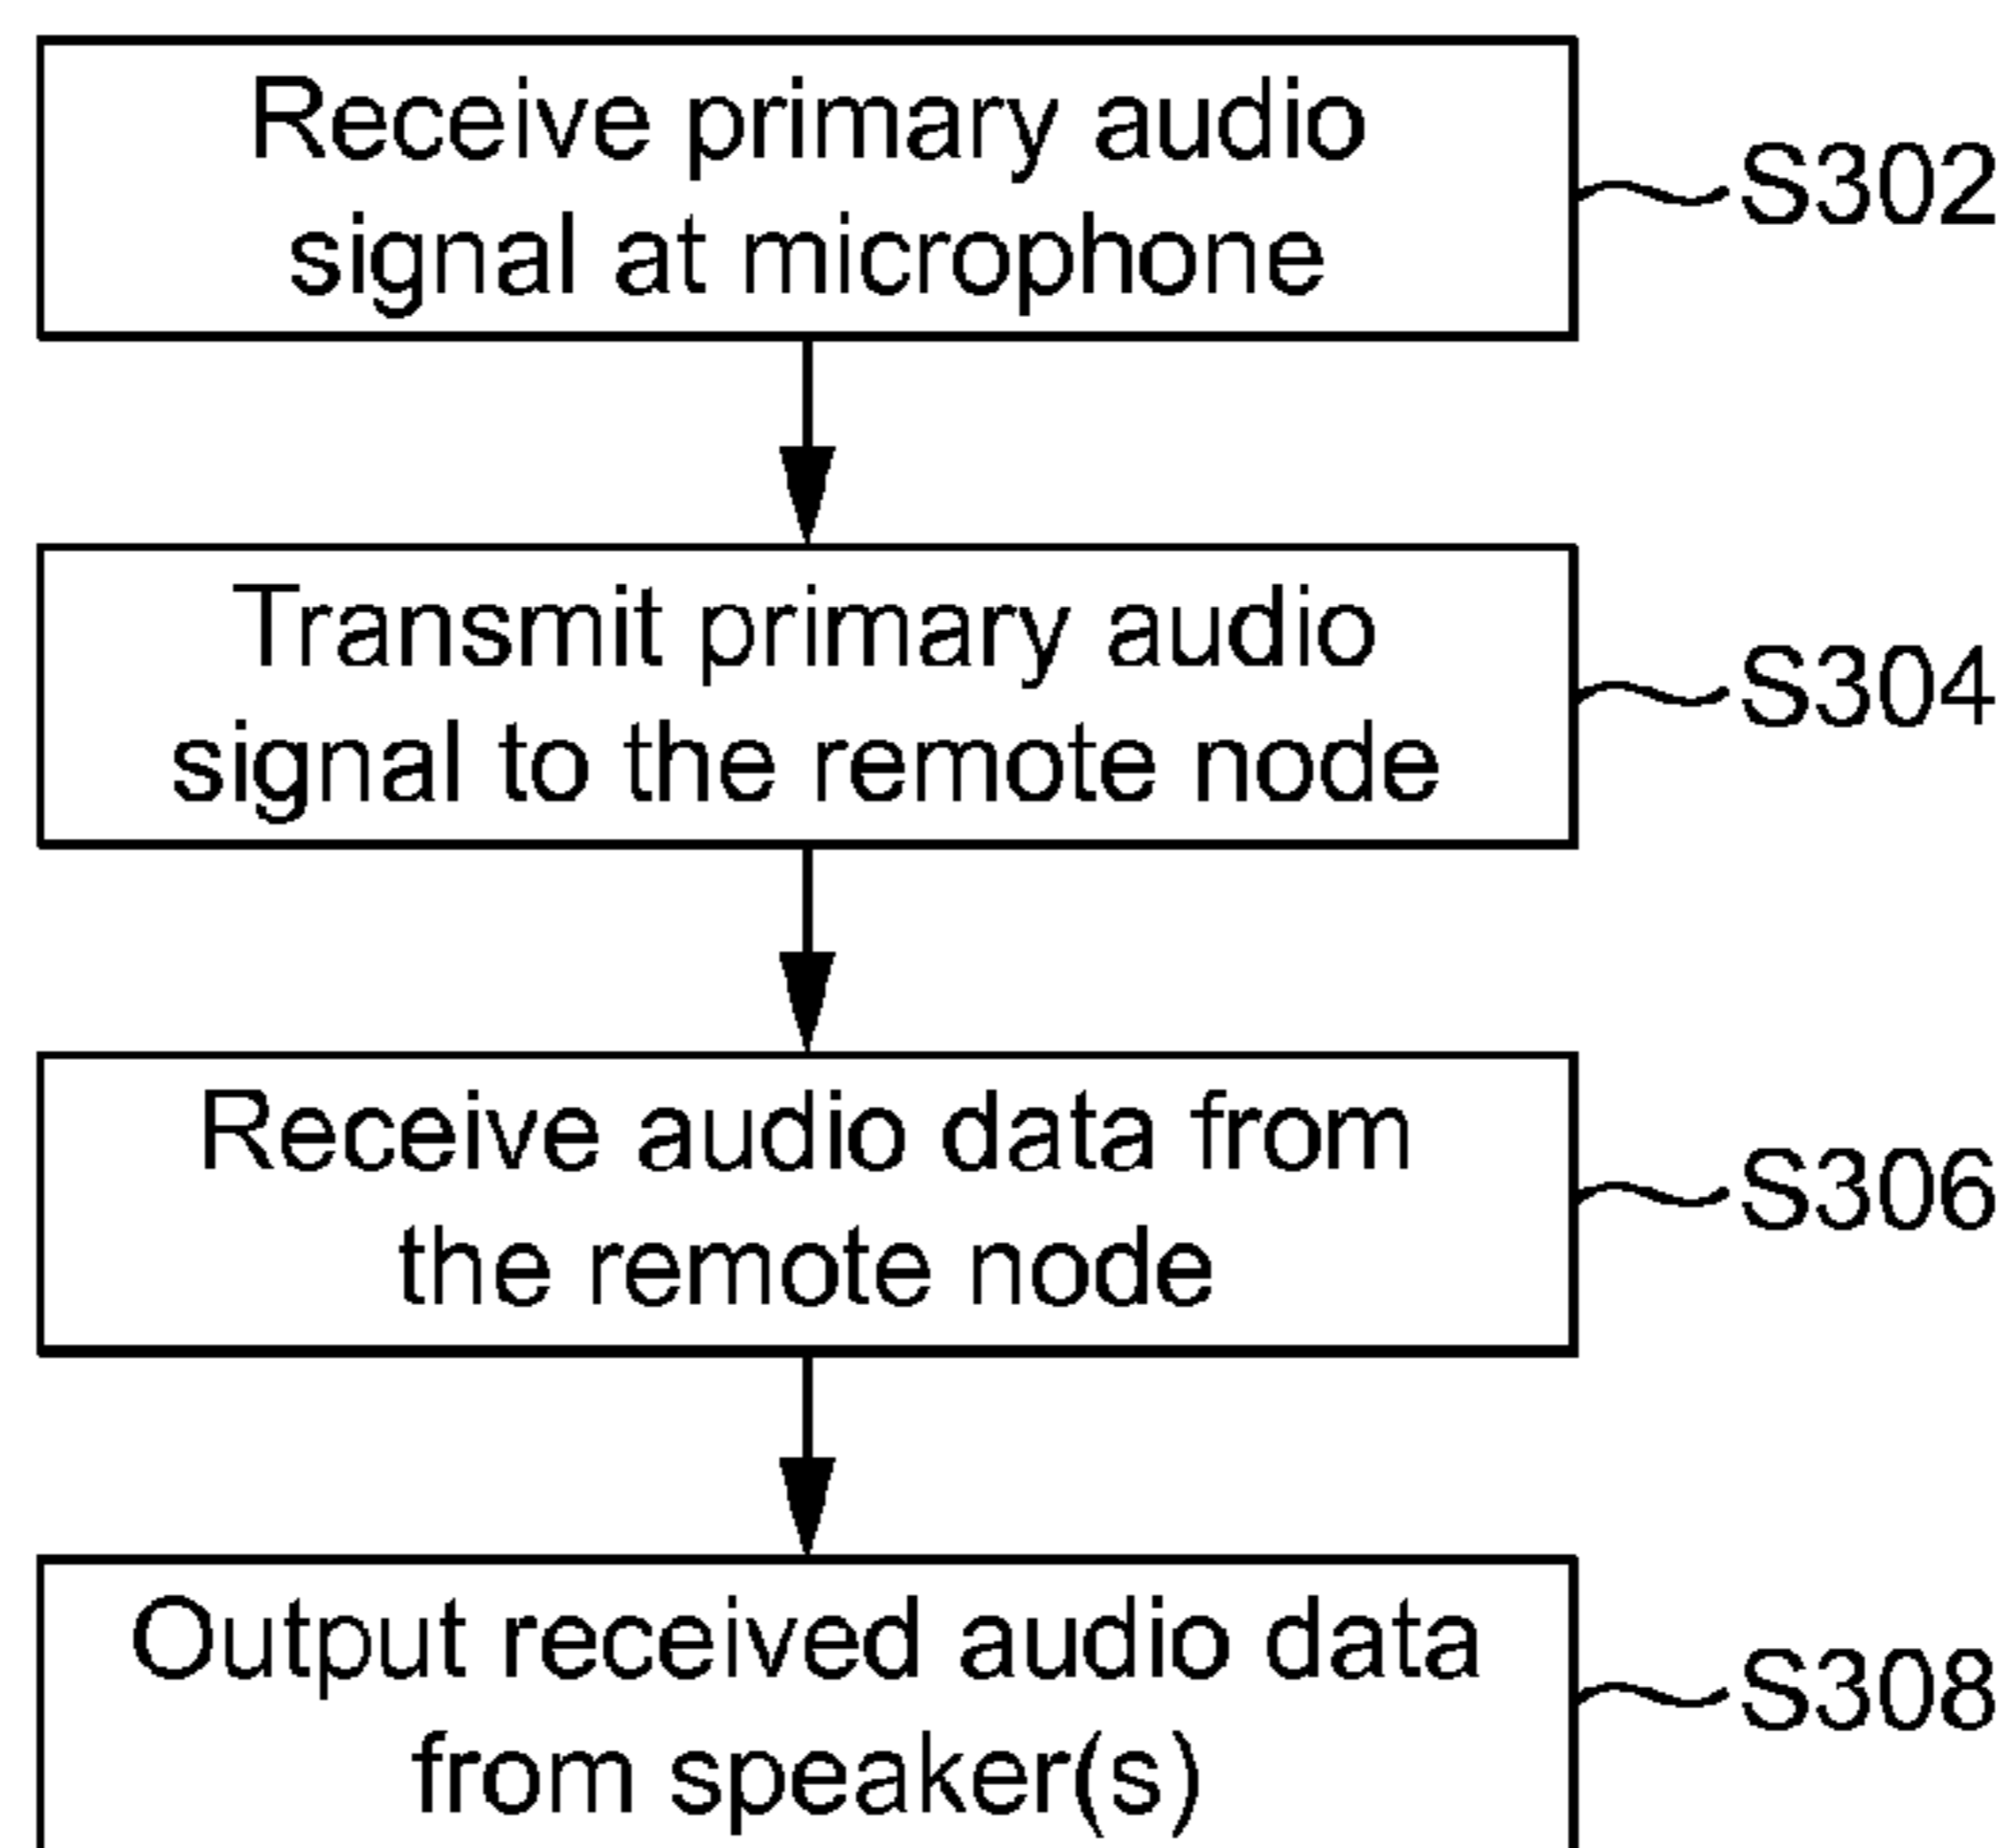 Receive primary audio
signal at microphone
S302
Transmit primary audio
signal to the remote node
S304
Receive audio data from
the remote node
S306
Output received audio data
from speaker(s)
S308